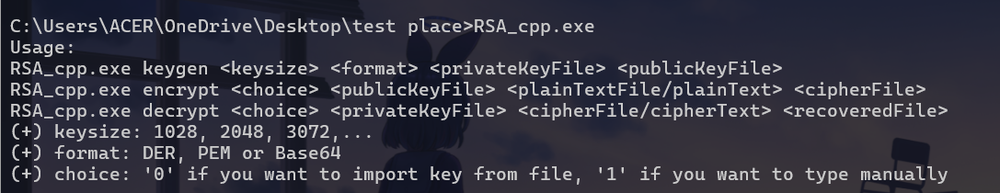 C:\Users\ACER\OneDrive\Desktop\test place>RSA_cpp.exe
Usage:
RSA_cpp.exe keygen <keysize> <format> <privateKeyFile> <publicKeyFile>
RSA_cpp.exe encrypt <choice> <publicKeyFile> <plainTextFile/plainText> <cipherFile>
RSA_cpp.exe decrypt <choice> <privateKeyFile> <cipherFile/cipherText> <recoveredFile>
(+) keysize: 1028, 2048, 3072,...
(+) format: DER, PEM or Base64
(+) choice: '0' if you want to import key from file, '1' if you want to type manually